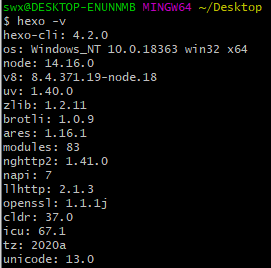 swx@DESKTOP-ENUNNMB MINGW64 ~/Desktop
$ hexo -v
hexo-cli: 4.2.0
os: Windows_NT 10.0.18363 win32 x64
node: 14.16.0
v8: 8.4.371.19-node.18
uv: 1.40.0
zlib: 1.2.11
brotli: 1.0.9
ares: 1.16.1
modules: 83
nghttp2: 1.41.0
napi: 7
llhttp: 2.1.3
openssl: 1.1.1j
cldr: 37.0
icu: 67.1
tz: 2020a
unicode: 13.0